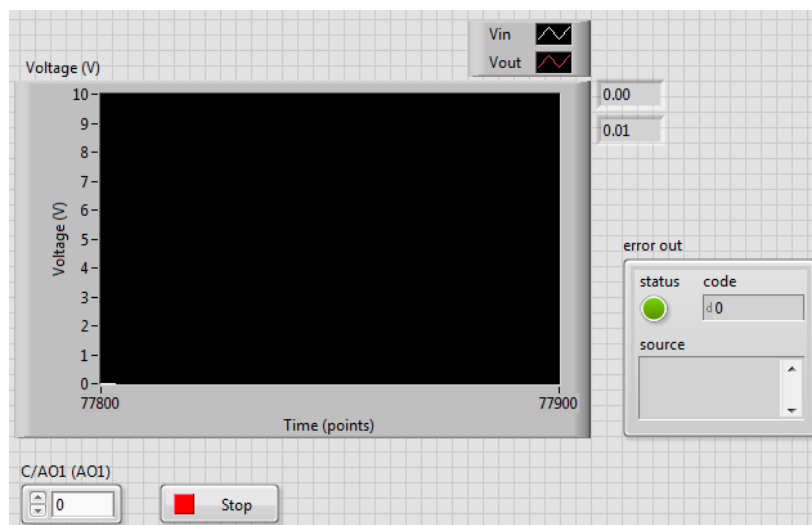 Vin
Vout
Voltage (V)
0.00
0.01
10
9
8
7
6
5
4
3
2
1
0
Voltage (V)
77800
77900
Time (points)
error out
status
code
d 0
source
C/AO1 (AO1)
0
Stop